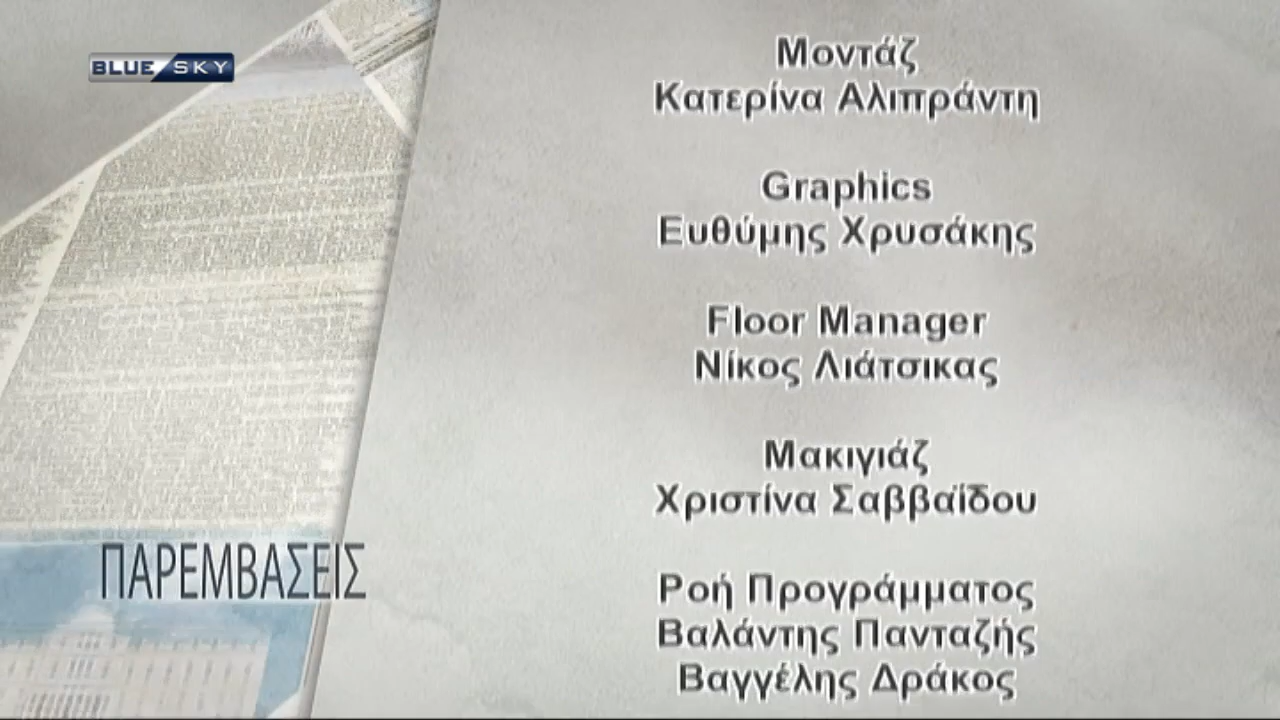 BLUE SKY
Μοντάζ
Κατερίνα Αλιπράντη
Graphics
Ευθύμης Χρυσάκης
Floor Manager
Νίκος Λιάτσικας
Μακιγιάζ
Χριστίνα Σαββαΐδου
ΠΑΡΕΜΒΑΣΕΙΣ
Ροή Προγράμματος
Βαλάντης Πανταζής
Βαγγέλης Δράκος